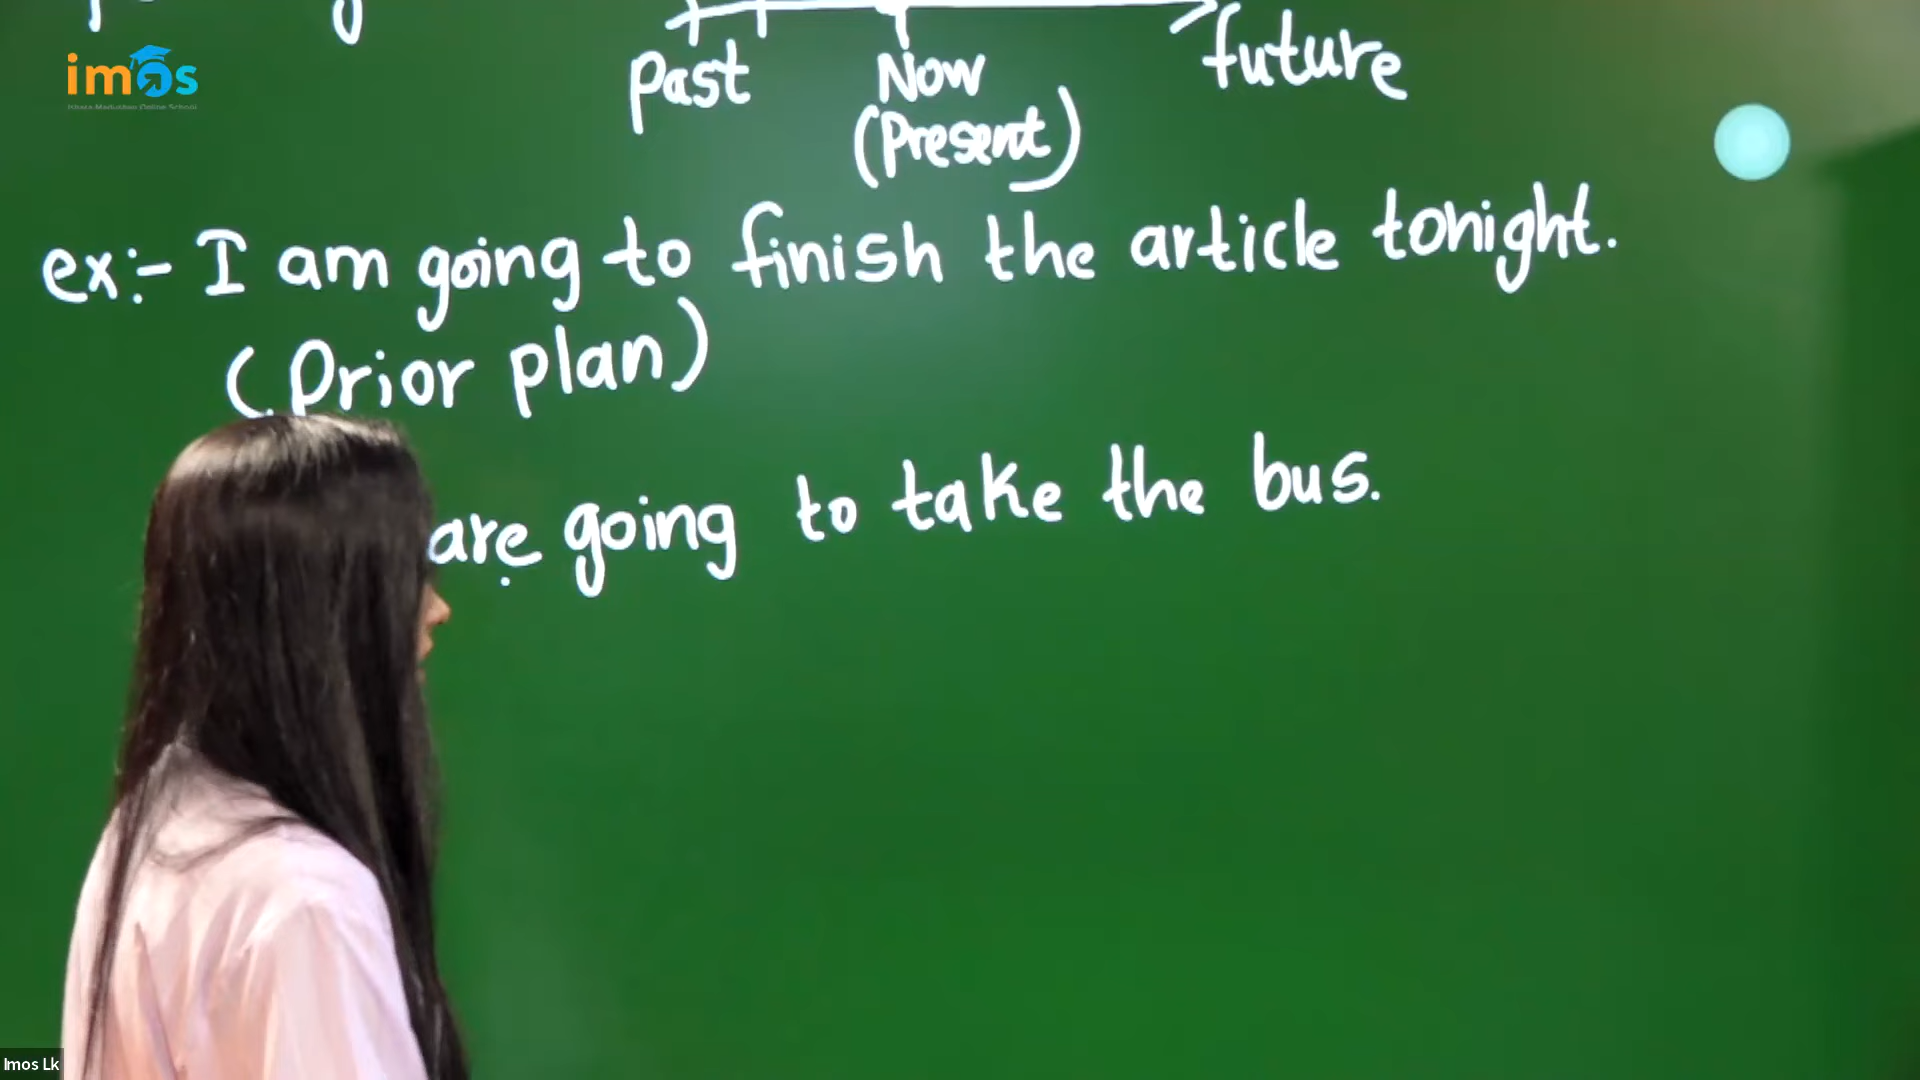 imos
Past Now future
(Present)
ex:- I am going to finish the article tonight.
(Prior plan)
are going to take the bus.
Imos Lk